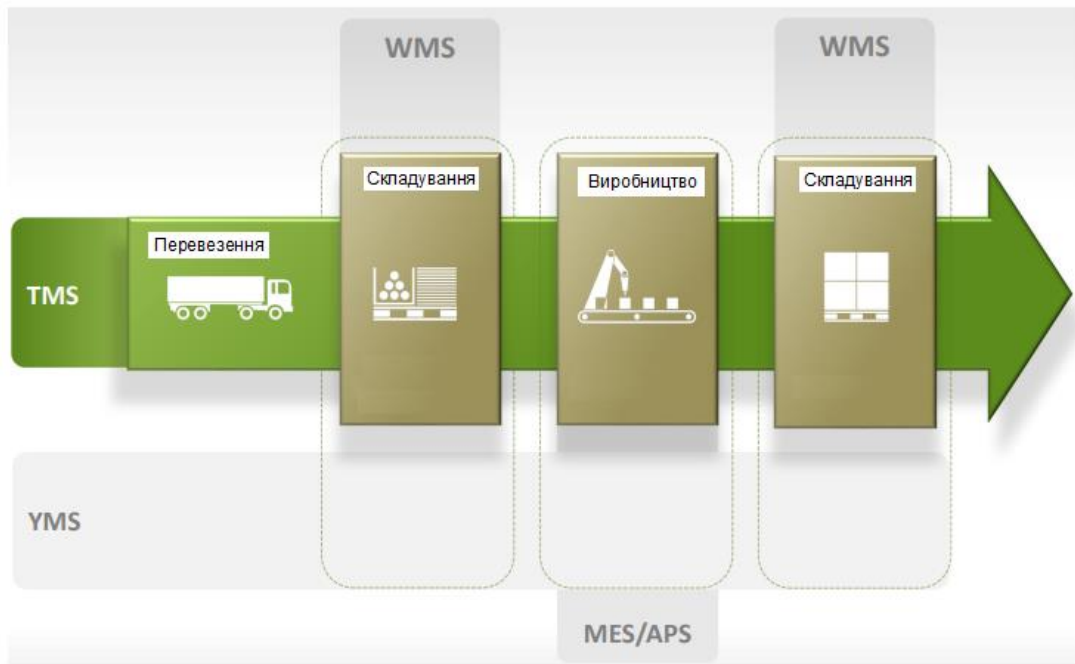 WMS
WMS
Складування
Виробництво
Складування
Перевезення
TMS
YMS
MES/APS